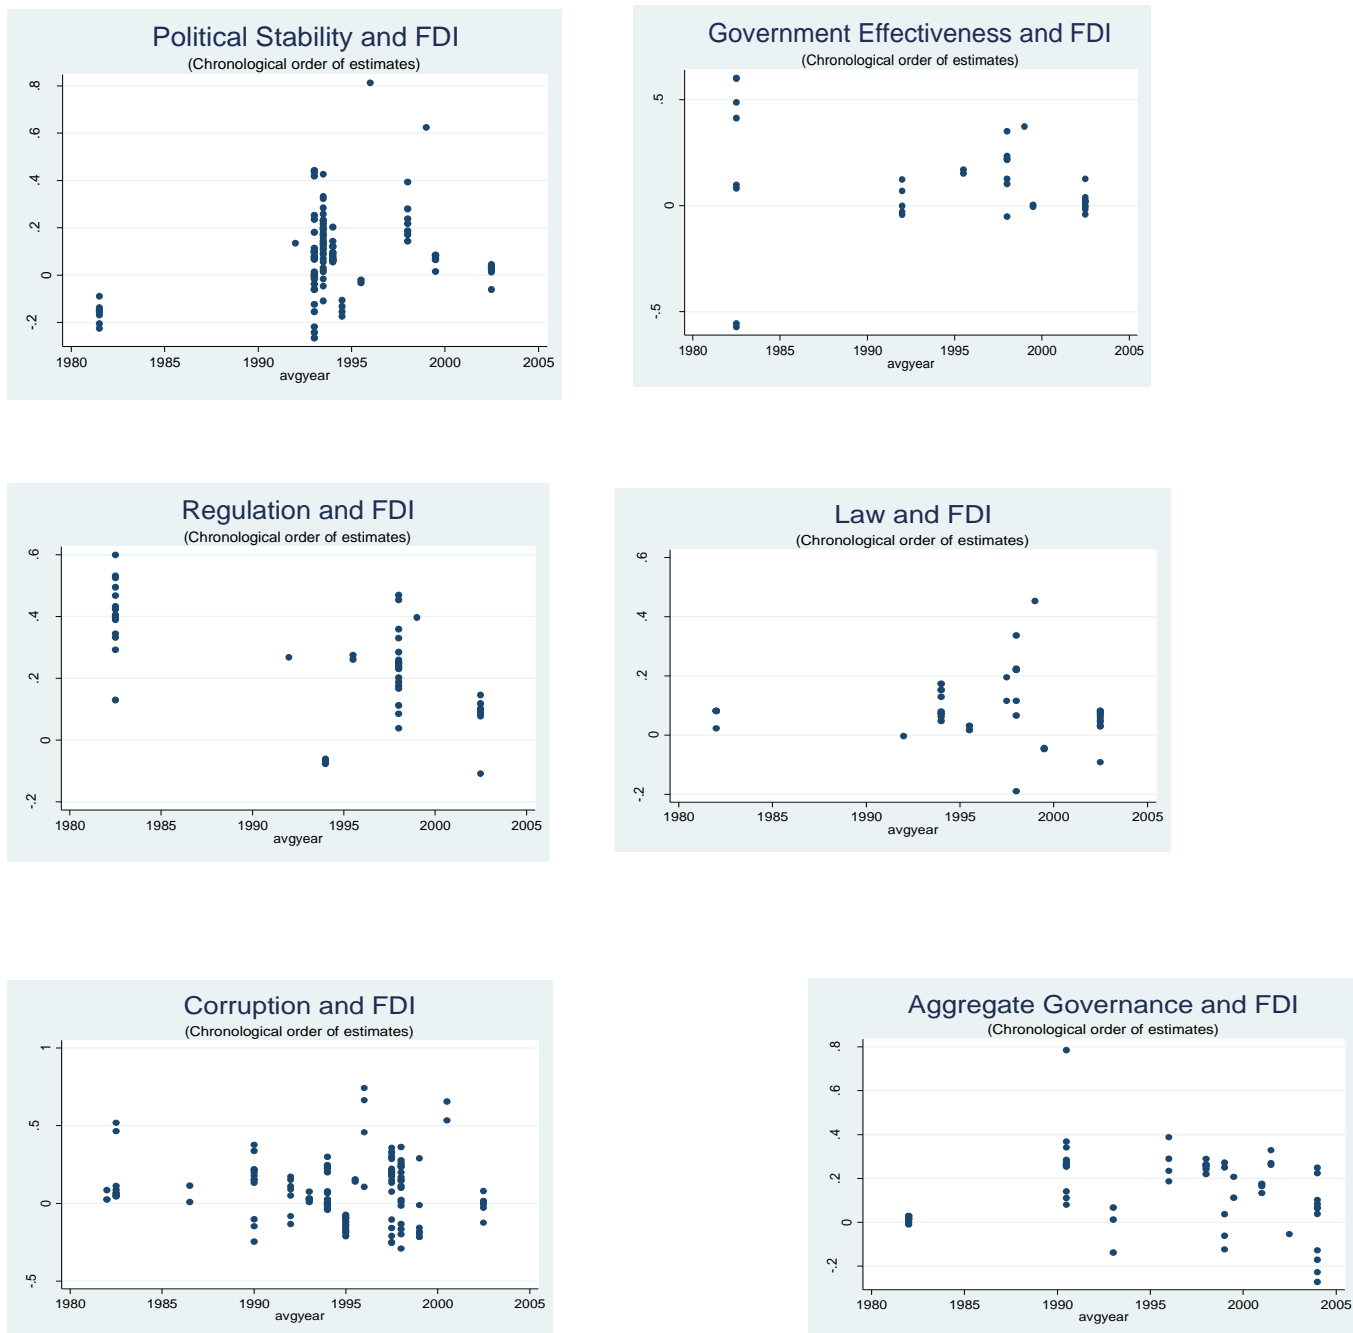 Political Stability and FDI
(Chronological order of estimates)
.8
.6
.4
.2
0
-.2
1980 1985 1990 1995 2000 2005
avgyear
Government Effectiveness and FDI
(Chronological order of estimates)
.5
0
-.5
1980 1985 1990 1995 2000 2005
avgyear
Regulation and FDI
(Chronological order of estimates)
.6
.4
.2
0
-.2
1980 1985 1990 1995 2000 2005
avgyear
Law and FDI
(Chronological order of estimates)
.6
.4
.2
0
-.2
1980 1985 1990 1995 2000 2005
avgyear
Corruption and FDI
(Chronological order of estimates)
1
.5
0
-.5
1980 1985 1990 1995 2000 2005
avgyear
Aggregate Governance and FDI
(Chronological order of estimates)
.8
.6
.4
.2
0
-.2
1980 1985 1990 1995 2000 2005
avgyear